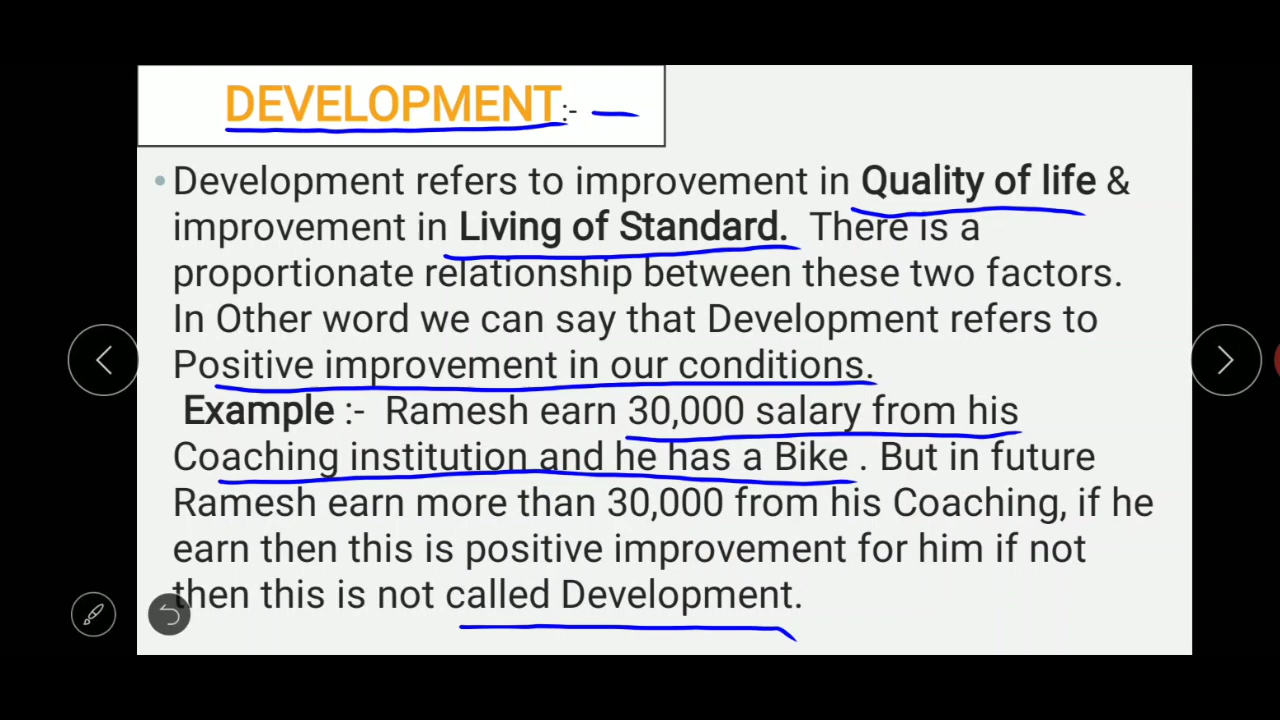 DEVELOPMENT:-
• Development refers to improvement in Quality of life &
improvement in Living of Standard. There is a
proportionate relationship between these two factors.
In Other word we can say that Development refers to
Positive improvement in our conditions.
Example :- Ramesh earn 30,000 salary from his
Coaching institution and he has a Bike . But in future
Ramesh earn more than 30,000 from his Coaching, if he
earn then this is positive improvement for him if not
then this is not called Development.